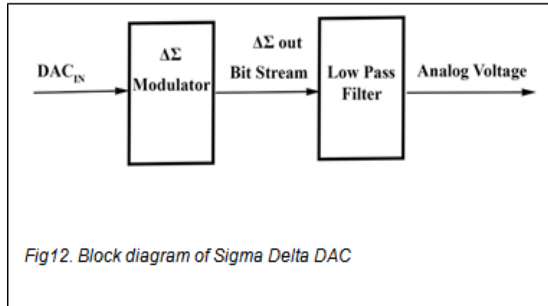 DAC_IN
ΔΣ
Modulator
ΔΣ out
Bit Stream
Low Pass
Filter
Analog Voltage
Fig12. Block diagram of Sigma Delta DAC